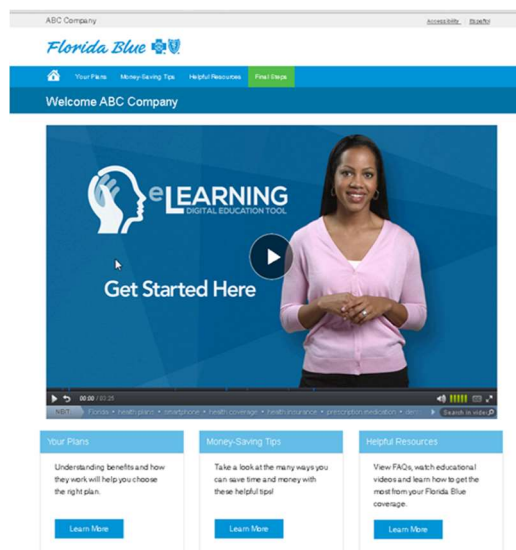 ABC Company
Accessibility Español
Florida Blue
Your Plans Money-Saving Tips Helpful Resources Final Steps
Welcome ABC Company
eLEARNING
DIGITAL EDUCATION TOOL
Get Started Here
00:00 / 03:25
Florida • health plans • smartphone • health coverage • health insurance • prescription medication •
Search in video
Your Plans
Understanding benefits and how
they work will help you choose
the right plan.
Learn More
Money-Saving Tips
Take a look at the many ways you
can save time and money with
these helpful tips!
Learn More
Helpful Resources
View FAQs, watch educational
videos and learn how to get the
most from your Florida Blue
coverage.
Learn More